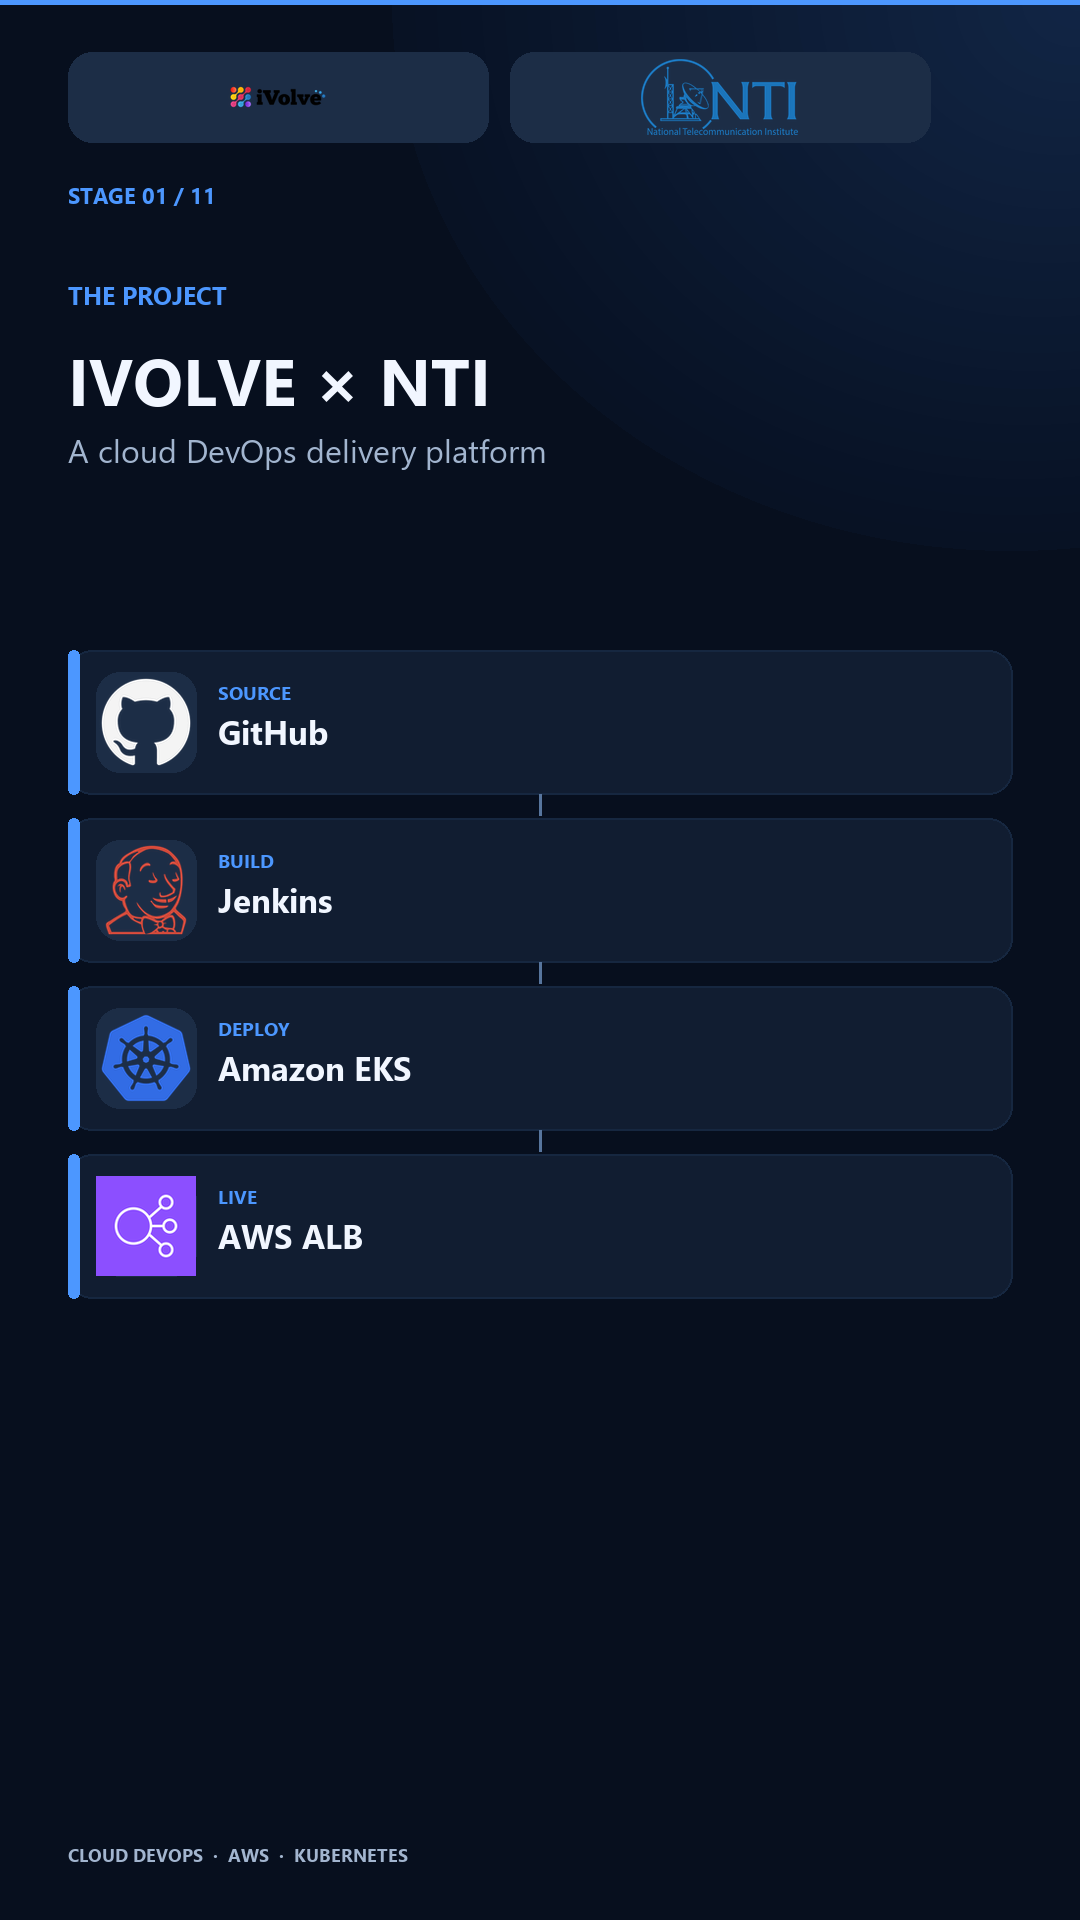 iVolve
NTI
National Telecommunication Institute
STAGE 01 / 11
THE PROJECT
IVOLVE × NTI
A cloud DevOps delivery platform
SOURCE
GitHub
BUILD
Jenkins
DEPLOY
Amazon EKS
LIVE
AWS ALB
CLOUD DEVOPS · AWS · KUBERNETES